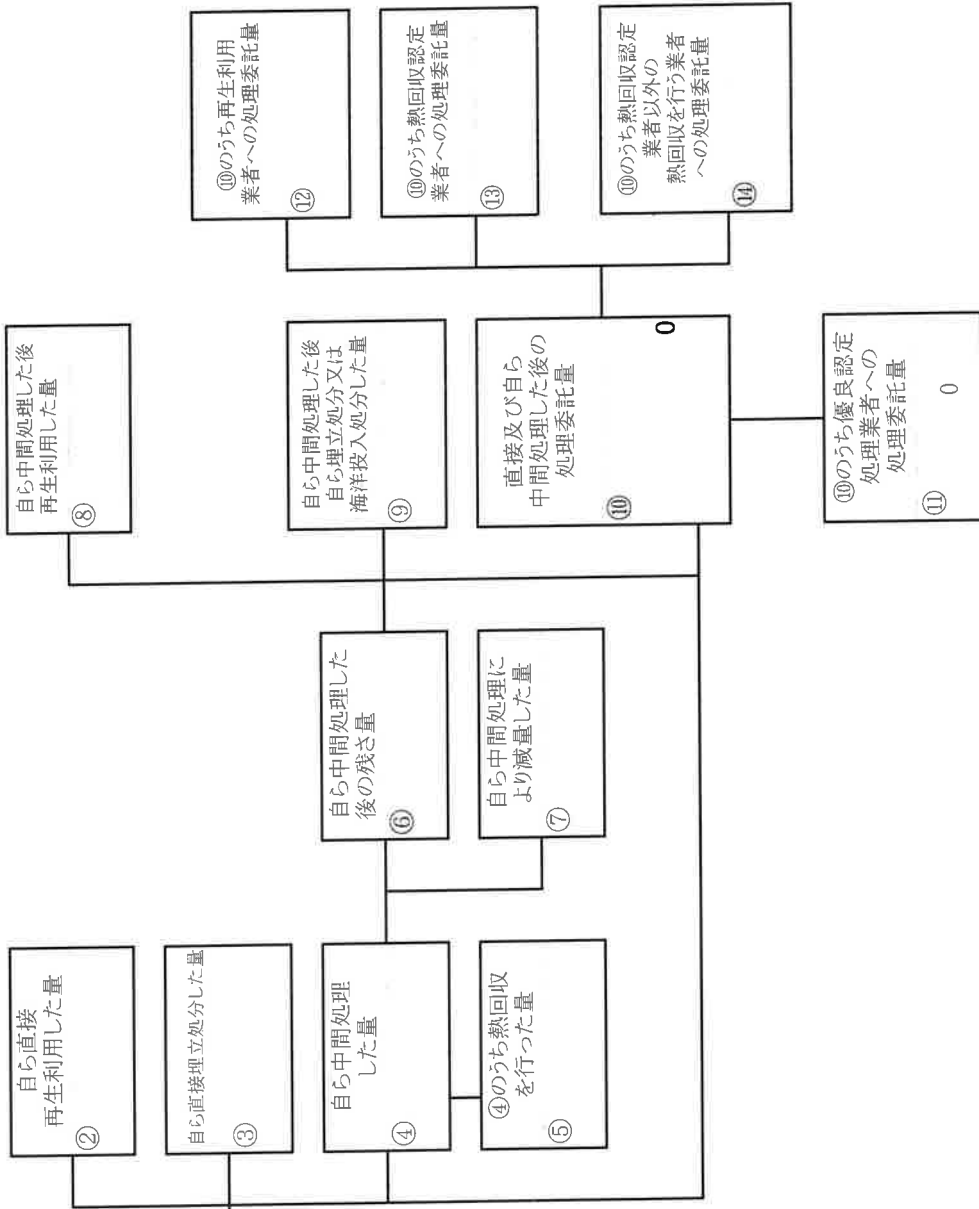 自ら直接
再生利用した量
②
自ら直接埋立処分した量
③
自ら中間処理
した量
④
④のうち熱回収
を行った量
⑤
自ら中間処理した
後の残さ量
⑥
自ら中間処理に
より減量した量
⑦
自ら中間処理した後
再生利用した量
⑧
自ら中間処理した後
自ら埋立処分又は
海洋投入処分した量
⑨
直接及び自ら
中間処理した後の
処理委託量
⑩
0
⑩のうち優良認定
処理業者への
処理委託量
⑪
0
⑩のうち再生利用
業者への処理委託量
⑫
⑩のうち熱回収認定
業者への処理委託量
⑬
⑩のうち熱回収認定
業者以外の
熱回収を行う業者
への処理委託量
⑭